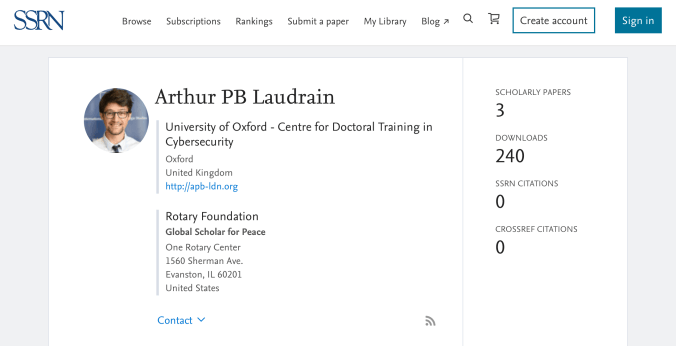 SSRN
Browse Subscriptions Rankings Submit a paper My Library Blog ↗ Create account Sign in
Arthur PB Laudrain
University of Oxford - Centre for Doctoral Training in
Cybersecurity
Oxford
United Kingdom
http://apb-ldn.org
Rotary Foundation
Global Scholar for Peace
One Rotary Center
1560 Sherman Ave.
Evanston, IL 60201
United States
Contact
SCHOLARLY PAPERS
3
DOWNLOADS
240
SSRN CITATIONS
0
CROSSREF CITATIONS
0